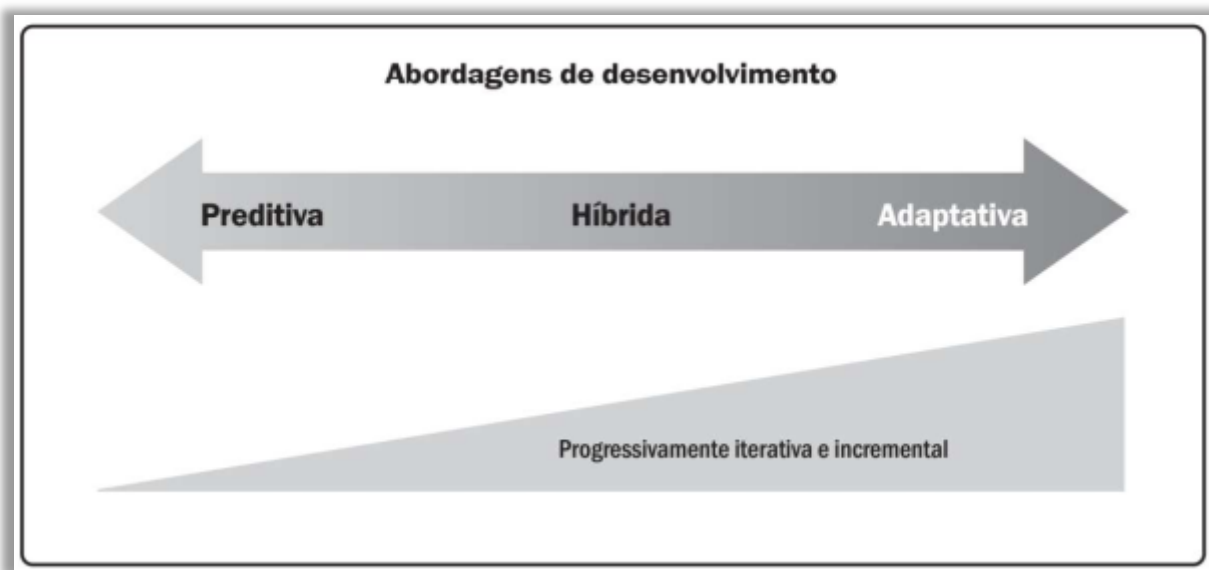 Abordagens de desenvolvimento
Preditiva Híbrida Adaptativa
Progressivamente iterativa e incremental